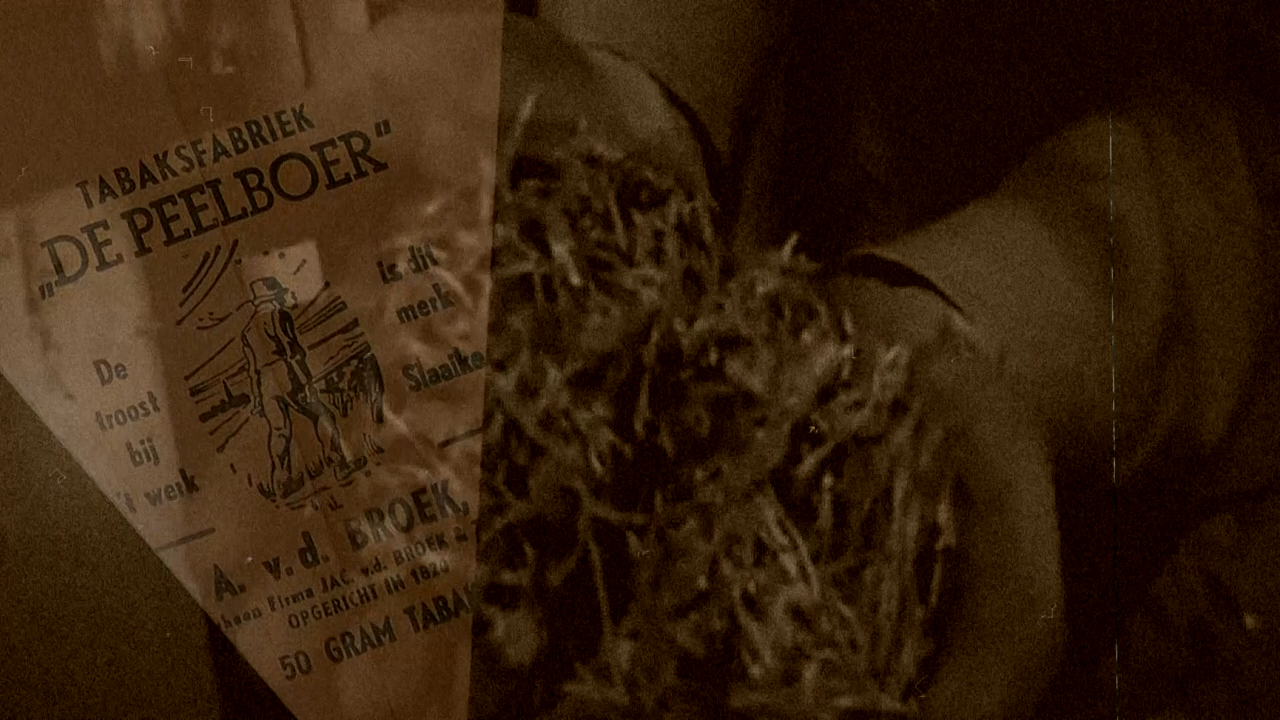 TABAKSFABRIEK
„DE PEELBOER"
De
troost
bij
't werk
is dit
merk
Slaaike
A. v.d. BROEK,
Firma JAC. v.d. BROEK &
OPGERICHT IN 1820
50 GRAM